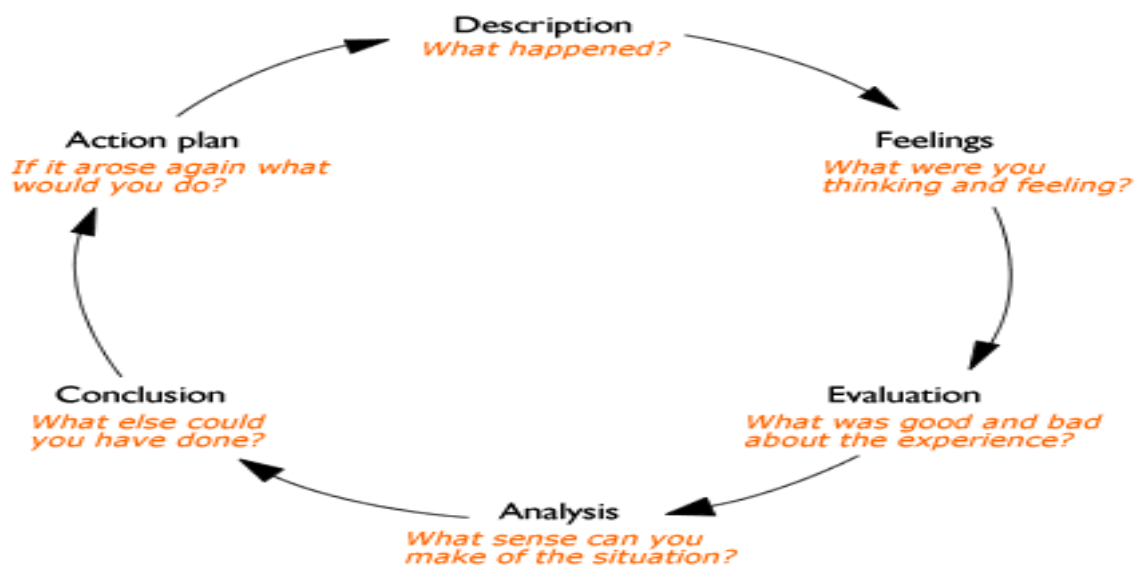 Description
What happened?
Feelings
What were you
thinking and feeling?
Evaluation
What was good and bad
about the experience?
Analysis
What sense can you
make of the situation?
Conclusion
What else could
you have done?
Action plan
If it arose again what
would you do?